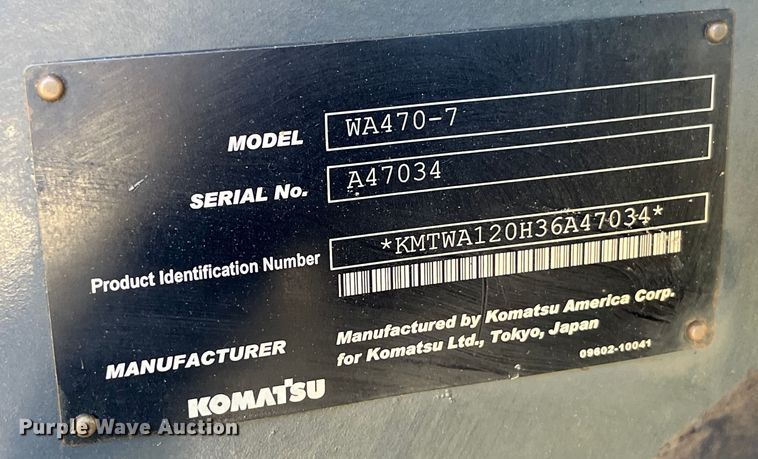 MODEL WA470-7
SERIAL No. A47034
Product Identification Number *KMTWA120H36A47034*
MANUFACTURER Manufactured by Komatsu America Corp.
for Komatsu Ltd., Tokyo, Japan
09602-10041
KOMATSU
Purple Wave Auction